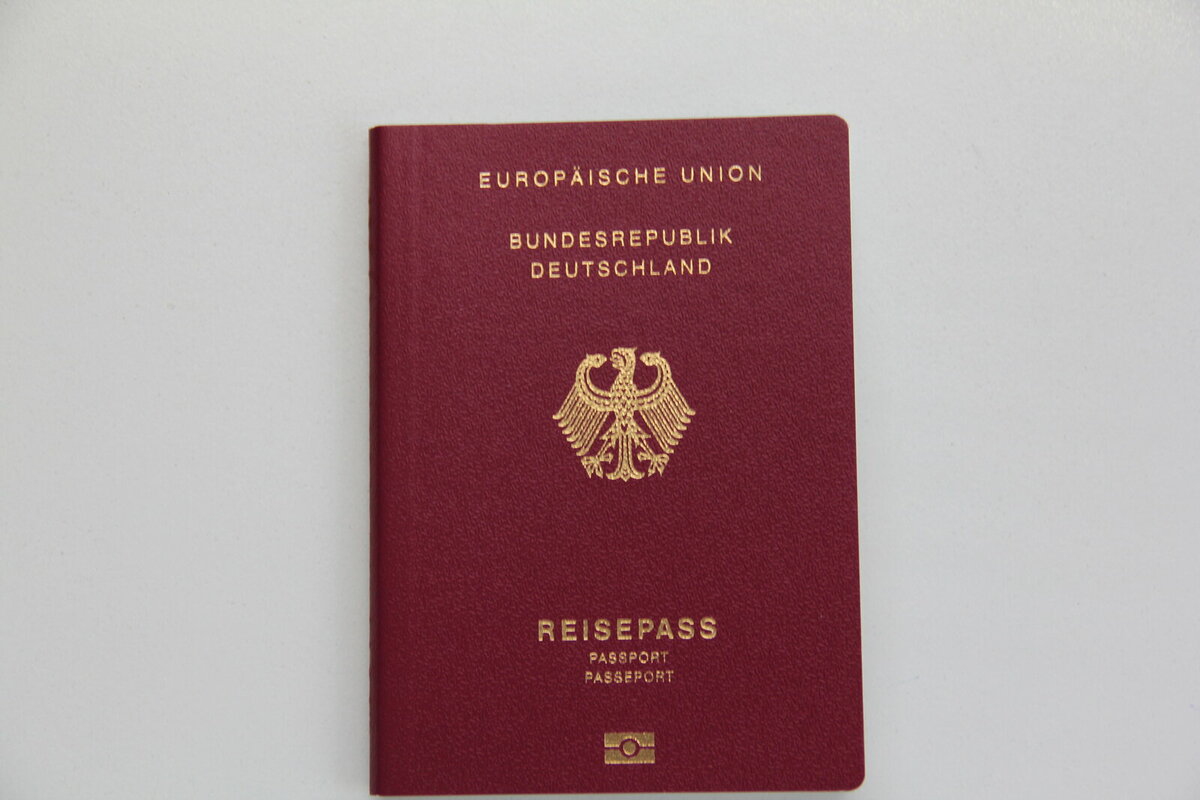 EUROPÄISCHE UNION
BUNDESREPUBLIK
DEUTSCHLAND
REISEPASS
PASSPORT
PASSEPORT